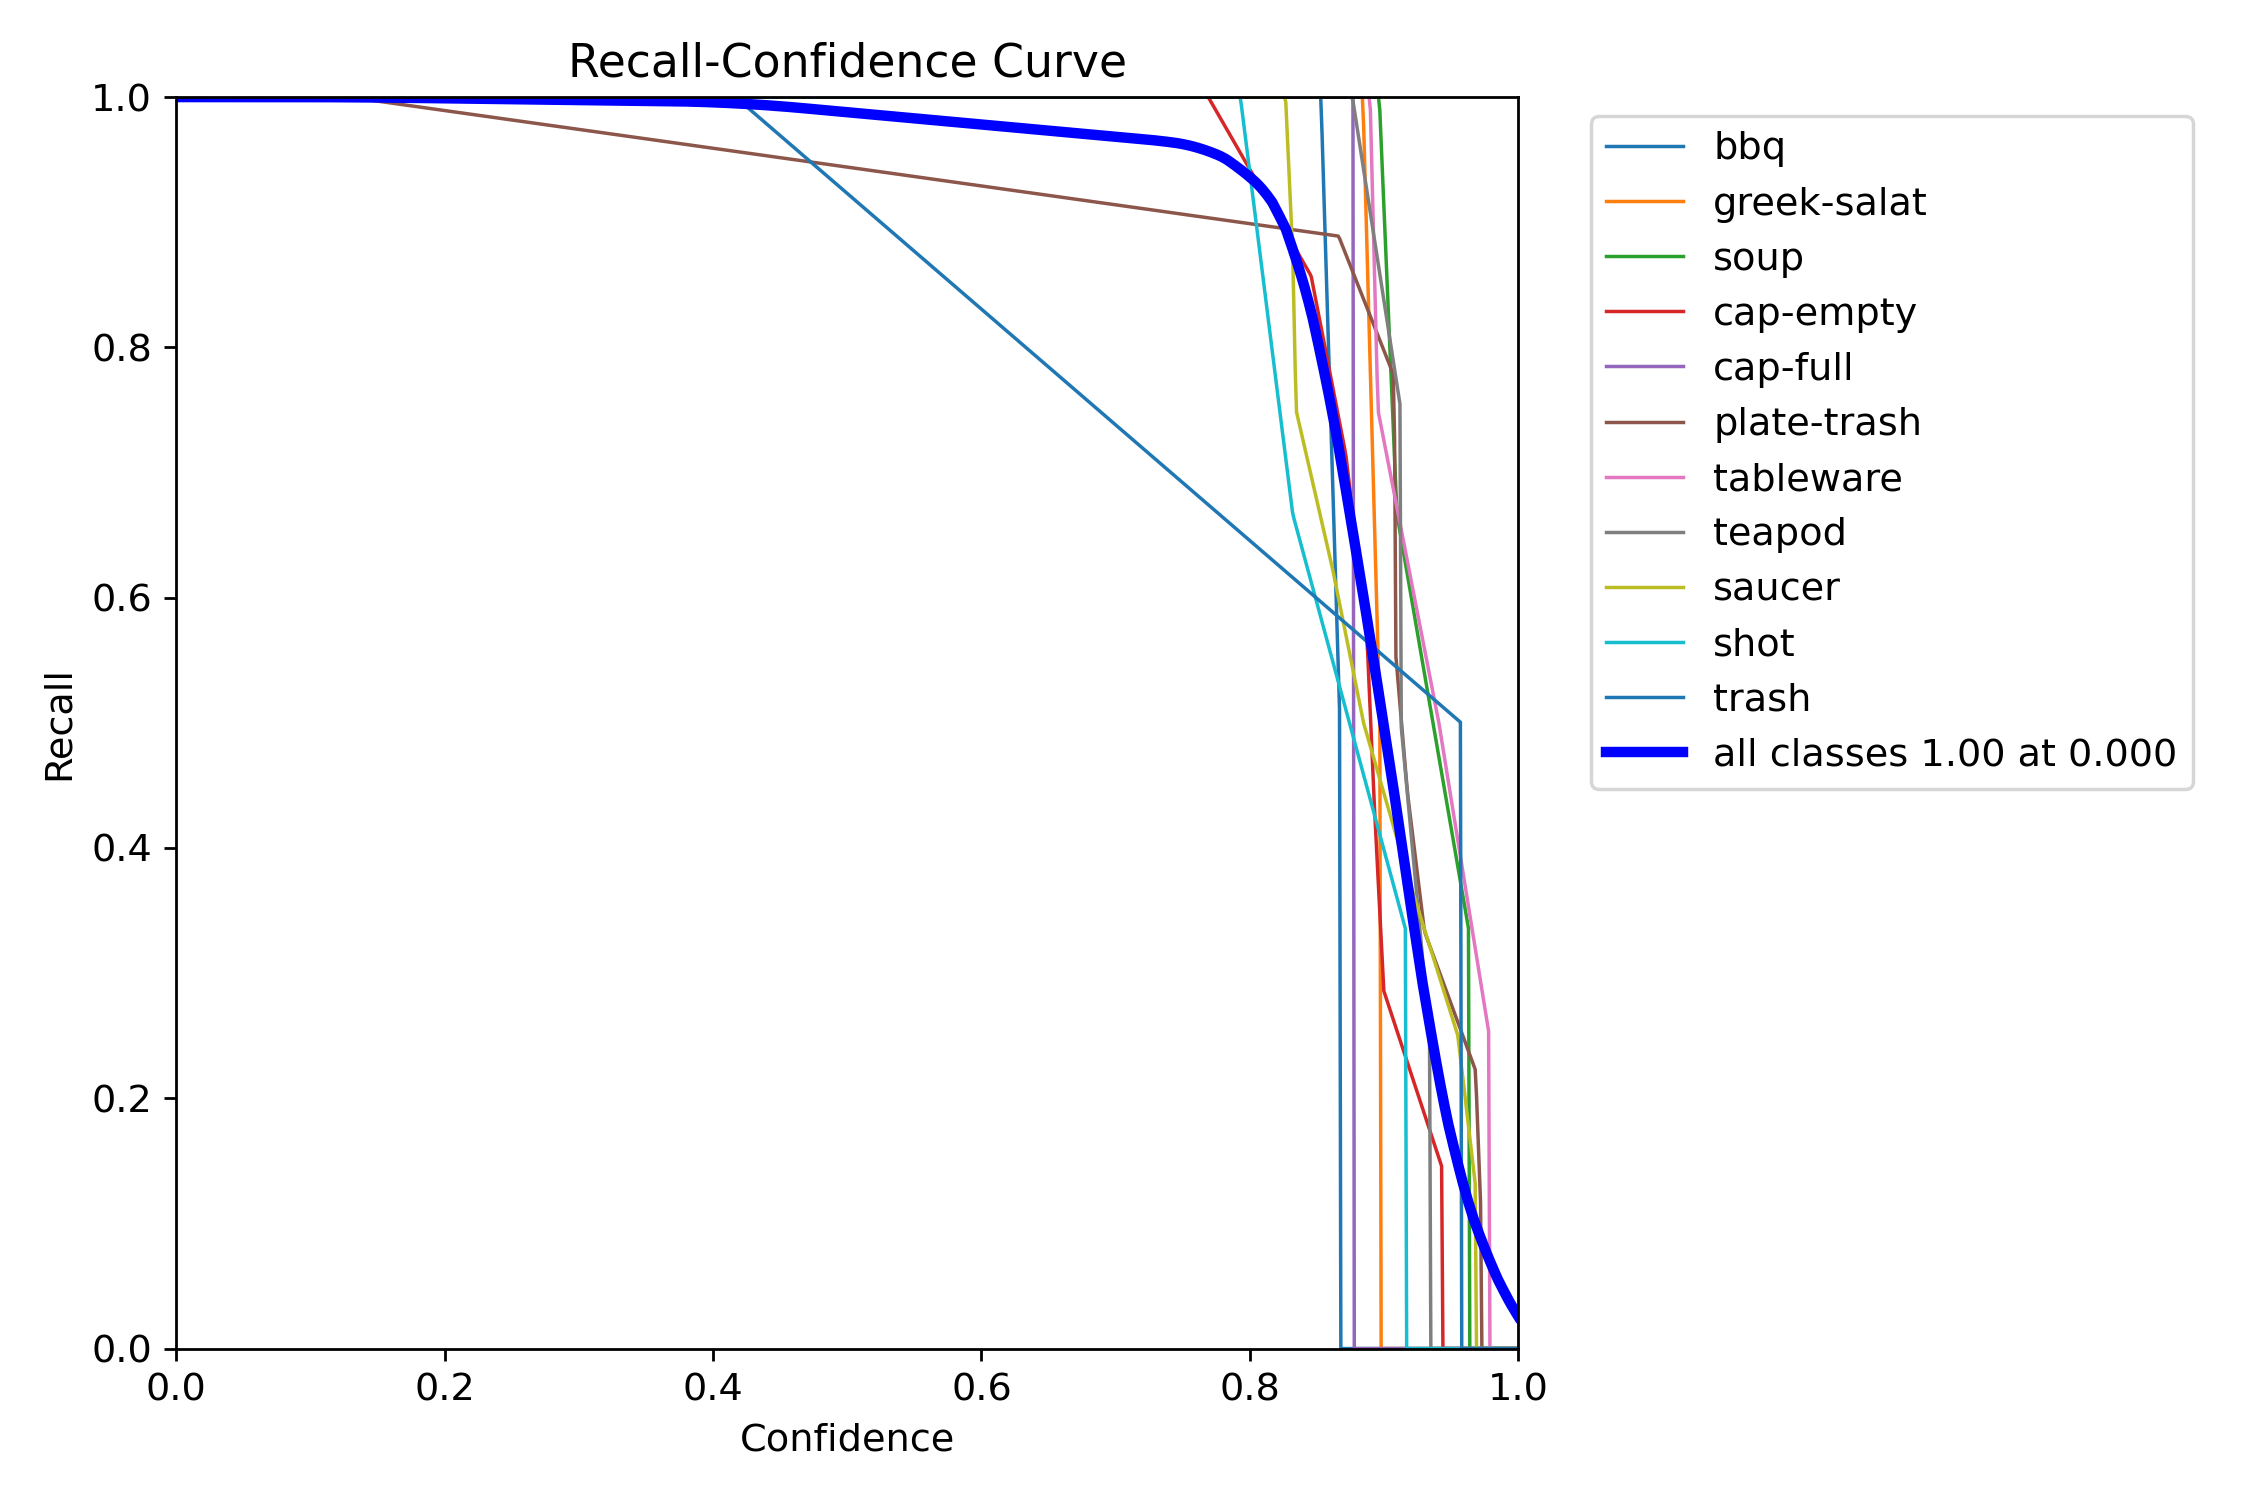 Recall-Confidence Curve
1.0
0.8
0.6
0.4
0.2
0.0
Recall
0.0 0.2 0.4 0.6 0.8 1.0
Confidence
bbq
greek-salat
soup
cap-empty
cap-full
plate-trash
tableware
teapod
saucer
shot
trash
all classes 1.00 at 0.000